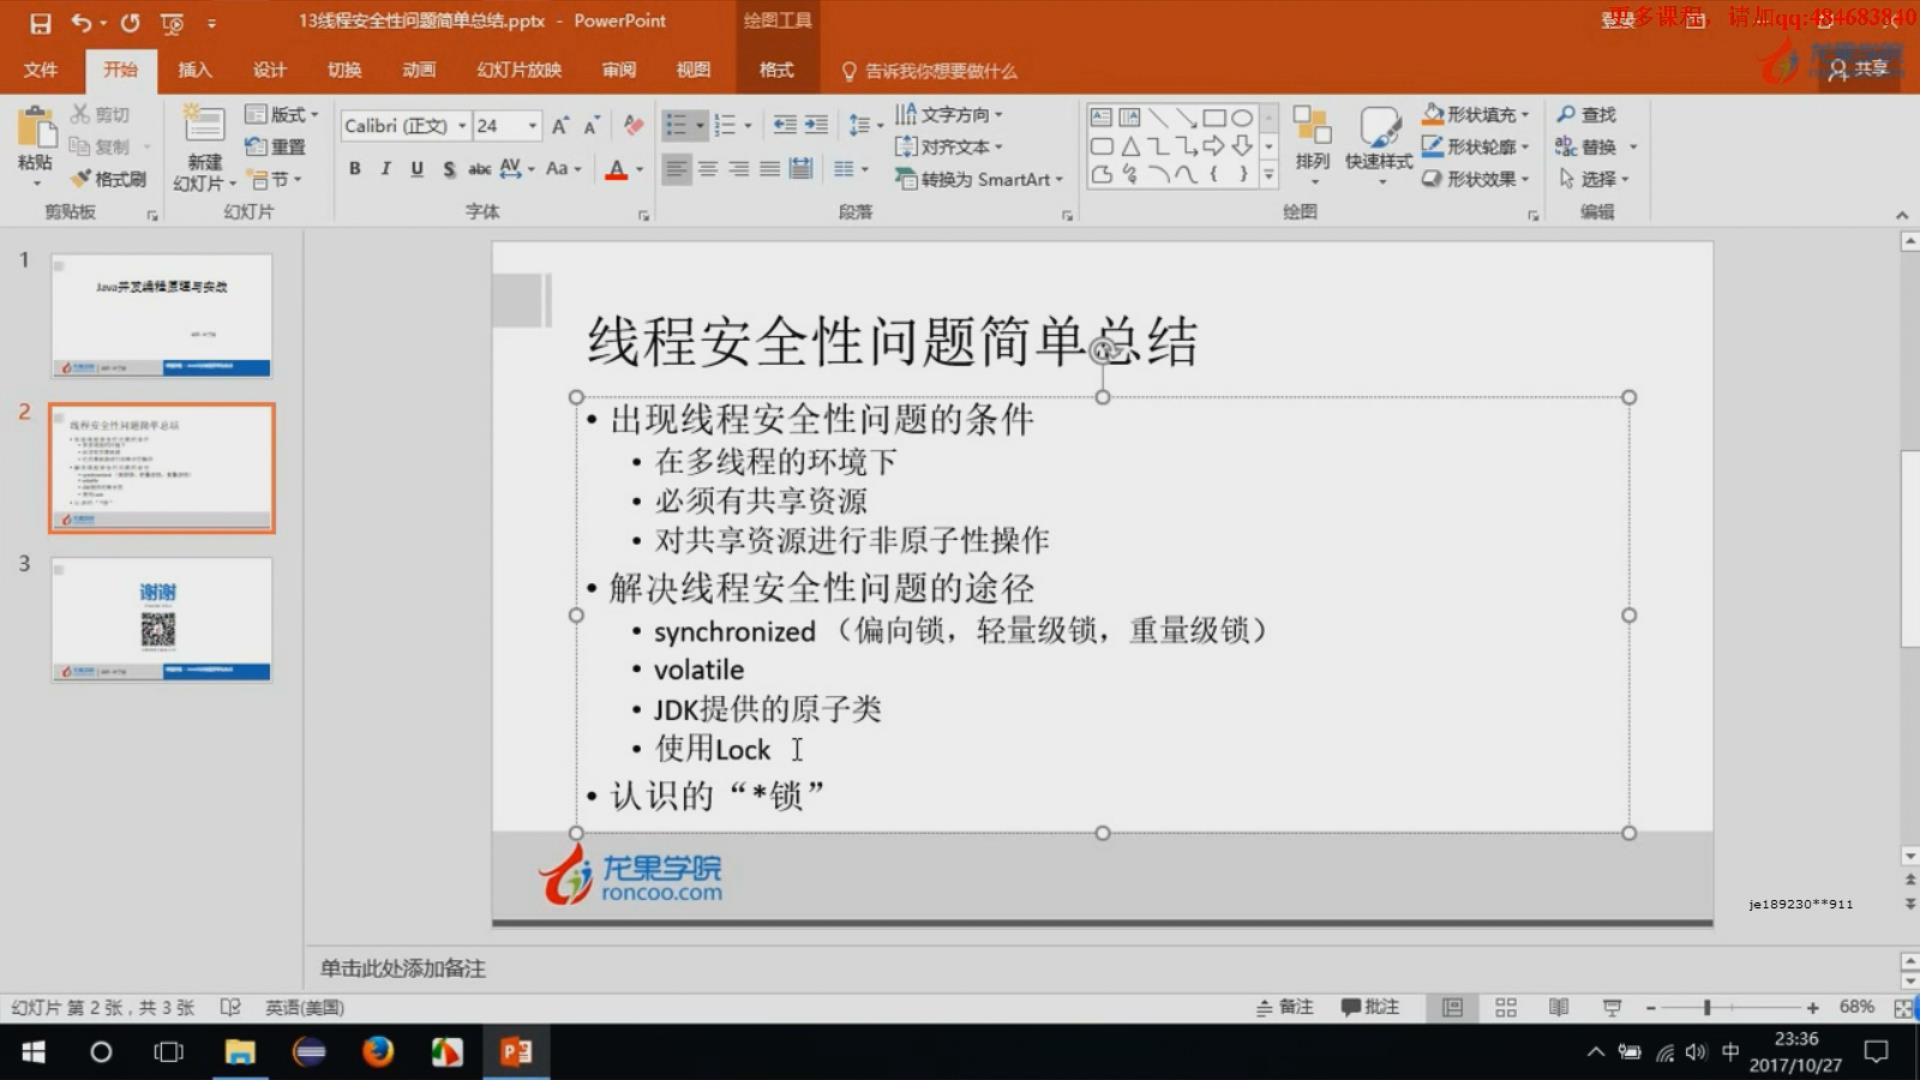 13线程安全性问题简单总结.pptx - PowerPoint
绘图工具
登录
更多课程，请加qq:484683840
龙果学院
文件
开始
插入
设计
切换
动画
幻灯片放映
审阅
视图
格式
告诉我你想要做什么
共享
粘贴
剪切
复制
格式刷
剪贴板
新建
幻灯片
版式
重置
节
幻灯片
Calibri (正文)
24
B I U S abc AV Aa A
字体
文字方向
对齐文本
转换为 SmartArt
段落
排列
快速样式
形状填充
形状轮廓
形状效果
绘图
查找
替换
选择
编辑
1
Java并发编程原理与实战
2
线程安全性问题简单总结
3
谢谢
线程安全性问题简单总结
• 出现线程安全性问题的条件
• 在多线程的环境下
• 必须有共享资源
• 对共享资源进行非原子性操作
• 解决线程安全性问题的途径
• synchronized （偏向锁，轻量级锁，重量级锁）
• volatile
• JDK提供的原子类
• 使用Lock
• 认识的“*锁”
龙果学院
roncoo.com
je189230**911
单击此处添加备注
幻灯片 第 2 张，共 3 张
英语(美国)
备注
批注
68%
中
23:36
2017/10/27